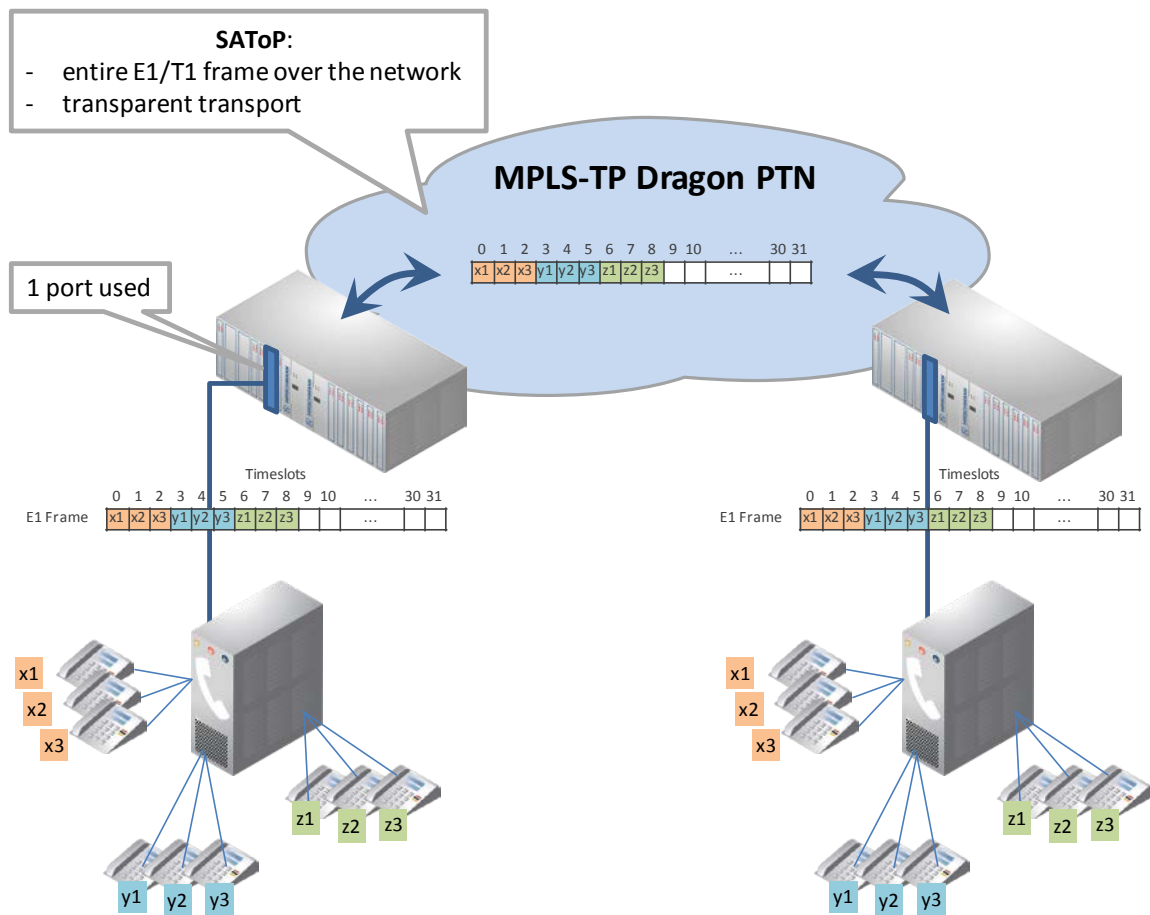 SAToP:
- entire E1/T1 frame over the network
- transparent transport
MPLS-TP Dragon PTN
0 1 2 3 4 5 6 7 8 9 10 ... 30 31
x1 x2 x3 y1 y2 y3 z1 z2 z3 ...
1 port used
Timeslots
0 1 2 3 4 5 6 7 8 9 10 ... 30 31
E1 Frame x1 x2 x3 y1 y2 y3 z1 z2 z3 ...
Timeslots
0 1 2 3 4 5 6 7 8 9 10 ... 30 31
E1 Frame x1 x2 x3 y1 y2 y3 z1 z2 z3 ...
x1
x2
x3
z1 z2 z3
y1 y2 y3
x1
x2
x3
z1 z2 z3
y1 y2 y3